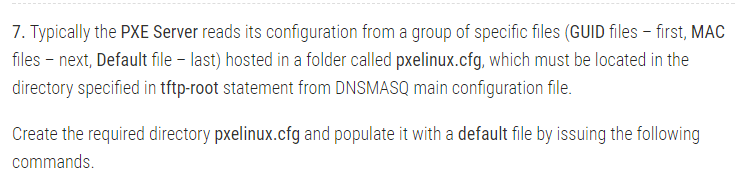 7. Typically the PXE Server reads its configuration from a group of specific files (GUID files – first, MAC
files – next, Default file – last) hosted in a folder called pxelinux.cfg, which must be located in the
directory specified in tftp-root statement from DNSMASQ main configuration file.
Create the required directory pxelinux.cfg and populate it with a default file by issuing the following
commands.